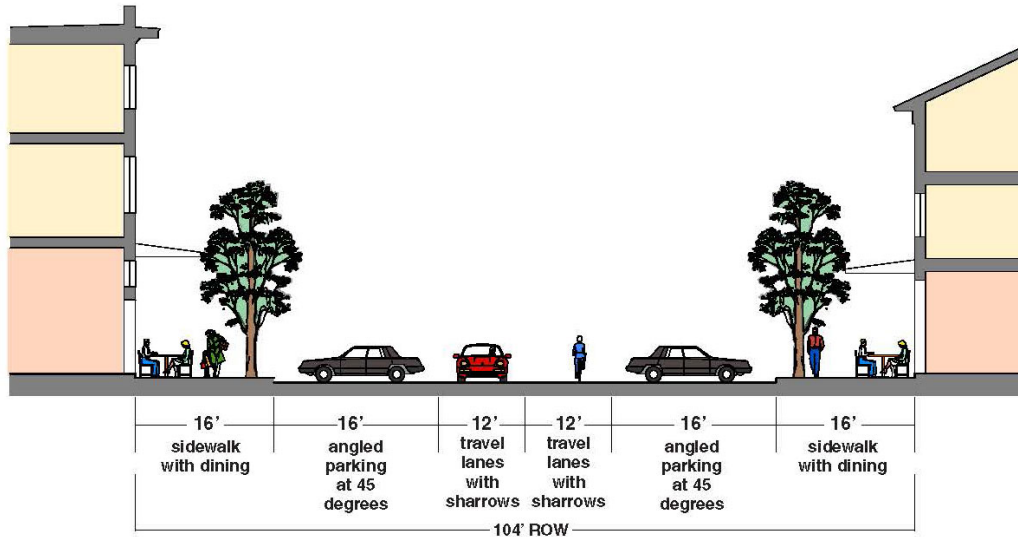 16' 16' 12' 12' 16' 16'
sidewalk
with dining
angled
parking
at 45
degrees
travel
lanes
with
sharrows
travel
lanes
with
sharrows
angled
parking
at 45
degrees
sidewalk
with dining
104' ROW